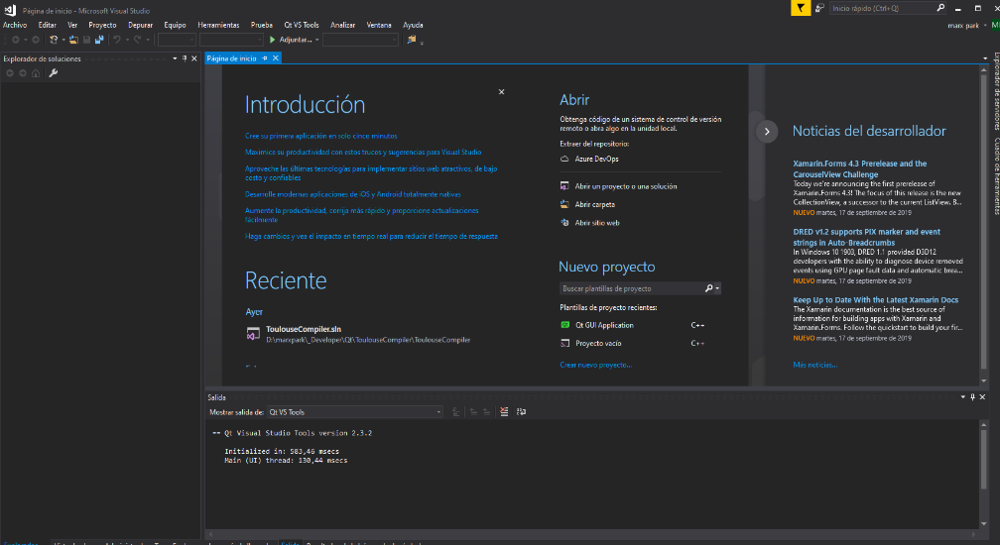 Página de inicio - Microsoft Visual Studio
Inicio rápido (Ctrl+Q)
Archivo Editar Ver Proyecto Depurar Equipo Herramientas Prueba Qt VS Tools Analizar Ventana Ayuda
marx park
Adjuntar...
Explorador de soluciones
Página de inicio
Introducción
Cree su primera aplicación en solo cinco minutos
Maximice su productividad con estos trucos y sugerencias para Visual Studio
Aproveche las últimas tecnologías para implementar sitios web atractivos, de bajo
costo y confiables
Desarrolle modernas aplicaciones de iOS y Android totalmente nativas
Aumente la productividad, corrija más rápido y proporcione actualizaciones
fácilmente
Haga cambios y vea el impacto en tiempo real para reducir el tiempo de respuesta
Reciente
Ayer
ToulouseCompiler.sln
D:\marxpark\_Developer\Qt\ToulouseCompiler\ToulouseCompiler
Abrir
Obtenga código de un sistema de control de versión
remoto o abra algo en la unidad local.
Extraer del repositorio:
Azure DevOps
Abrir un proyecto o una solución
Abrir carpeta
Abrir sitio web
Nuevo proyecto
Buscar plantillas de proyecto
Plantillas de proyecto recientes:
Qt GUI Application C++
Proyecto vacío C++
Crear nuevo proyecto...
Noticias del desarrollador
Xamarin.Forms 4.3 Prerelease and the
CarouselView Challenge
Today we're announcing the first prerelease of
Xamarin.Forms 4.3! The focus of this release is the new
CollectionView, a successor to the current ListView. B...
NUEVO martes, 17 de septiembre de 2019
DRED v1.2 supports PIX marker and event
strings in Auto-Breadcrumbs
In Windows 10 1903, DRED 1.1 provided D3D12
developers with the ability to diagnose device removed
events using GPU page fault data and automatic brea...
NUEVO martes, 17 de septiembre de 2019
Keep Up to Date With the Latest Xamarin Docs
The Xamarin documentation is the best source of
information for building apps with Xamarin and
Xamarin.Forms. Follow the quickstart to build your fir...
NUEVO martes, 17 de septiembre de 2019
Más noticias...
Explorador de servidores
Cuadro de herramientas
Salida
Mostrar salida de: Qt VS Tools
== Qt Visual Studio Tools version 2.3.2
Initialized in: 583,46 msecs
Main (UI) thread: 130,44 msecs